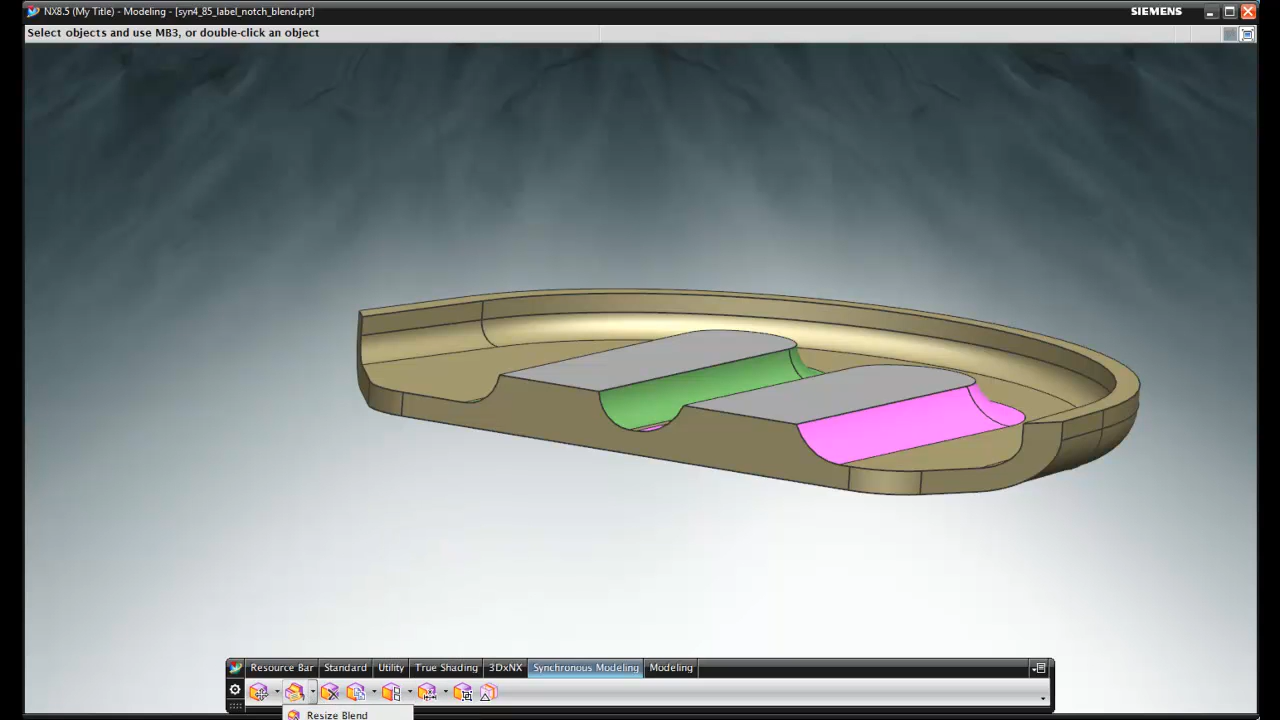 NX8.5 (My Title) - Modeling - [syn4_85_label_notch_blend.prt]
SIEMENS
Select objects and use MB3, or double-click an object
Resource Bar Standard Utility True Shading 3DxNX Synchronous Modeling Modeling
Resize Blend